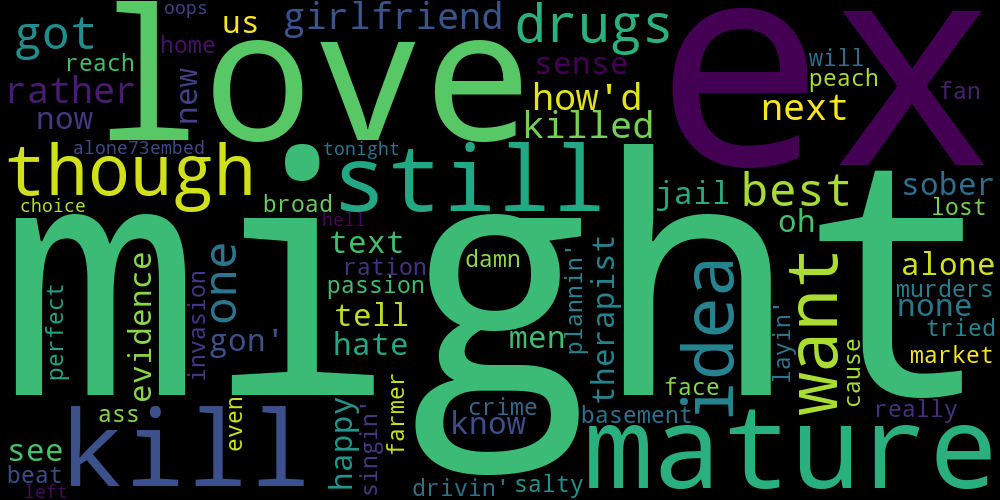 oops
us
girlfriend
drugs
love
ex
got
reach
home
sense
will
peach
rather
new
how'd
next
fan
now
killed
alone73embed
tonight
though
still
jail
best
sober
choice
broad
hell
oh
lost
might
text
damn
alone
ration
passion
murders
none
evidence
invasion
one
perfect
gon'
tell
hate
men
plannin'
therapist
idea
layin'
want
cause
tried
market
kill
ass
even
happy
singin'
farmer
know
crime
basement
face
mature
really
see
beat
left
drivin'
salty